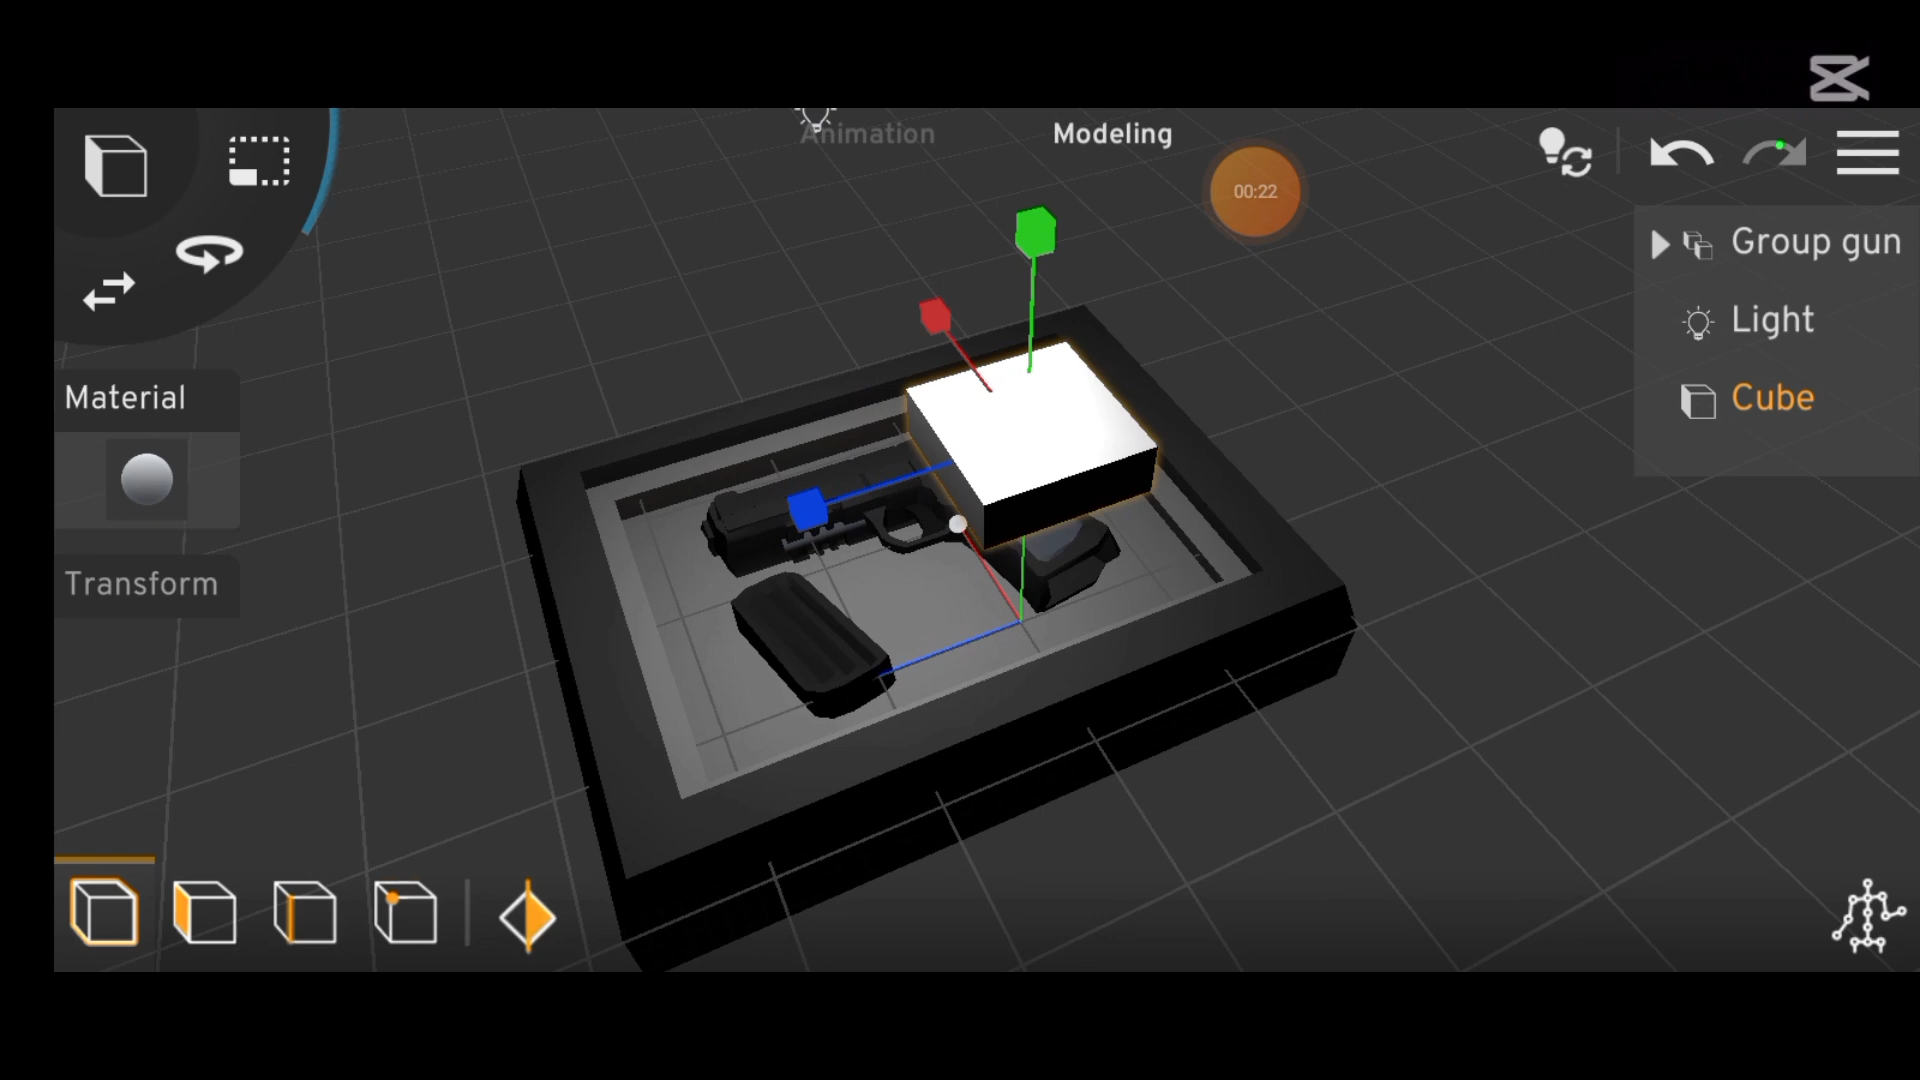 Animation
Modeling
00:22
Group gun
Light
Cube
Material
Transform